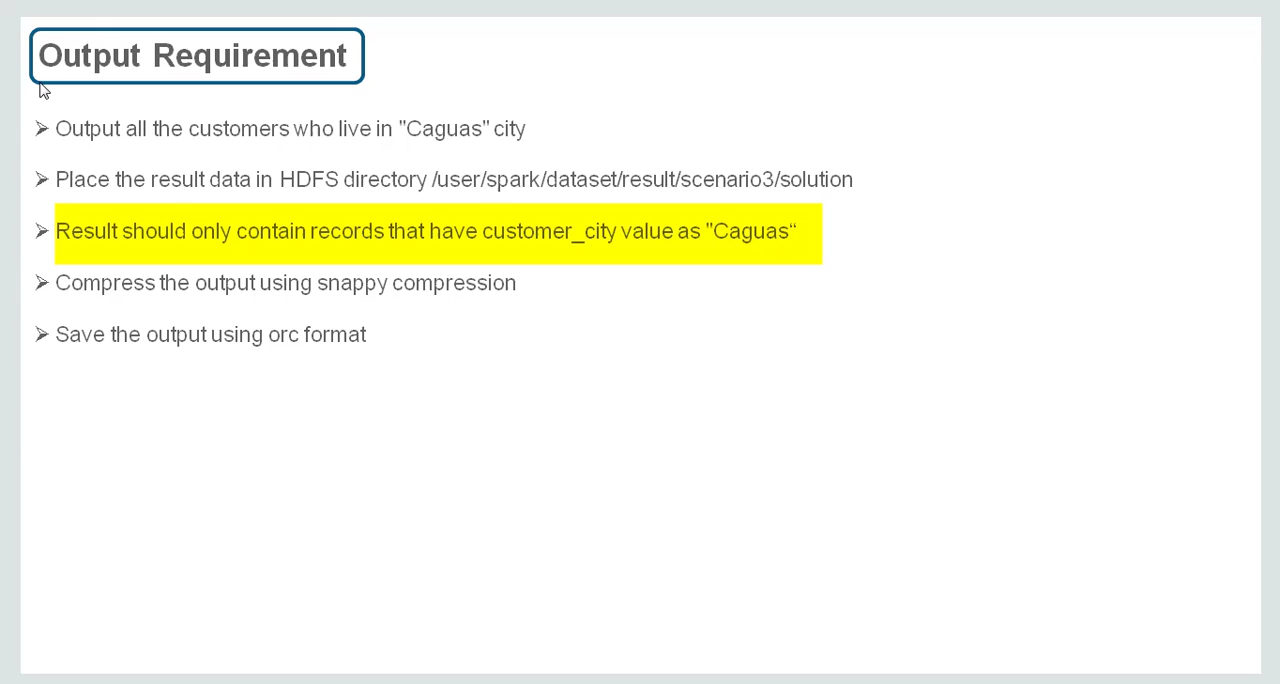 Output Requirement
➢ Output all the customers who live in "Caguas" city
➢ Place the result data in HDFS directory /user/spark/dataset/result/scenario3/solution
➢ Result should only contain records that have customer_city value as "Caguas“
➢ Compress the output using snappy compression
➢ Save the output using orc format